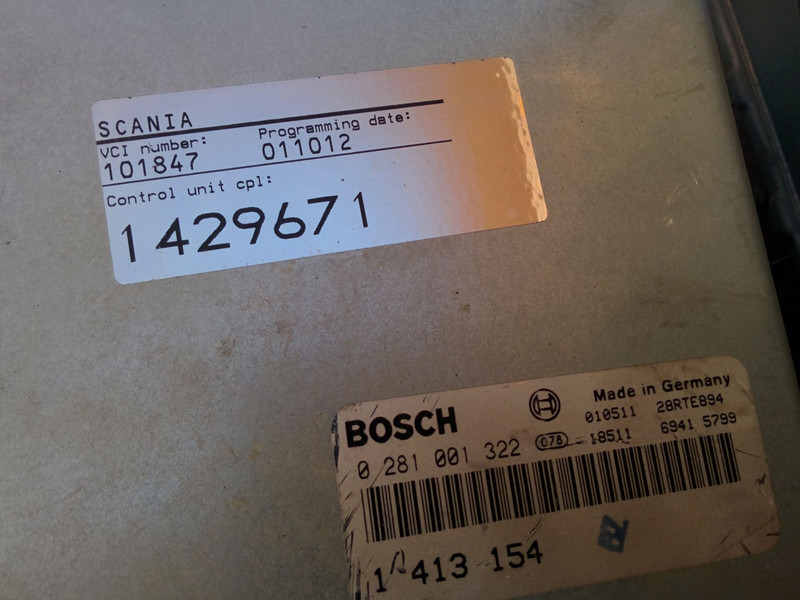 SCANIA
VCI number: Programming date:
101847 011012
Control unit cpl:
1429671
BOSCH Made in Germany
010511 28RTE894
0 281 001 322 078 18511 6941 5799
1 413 154